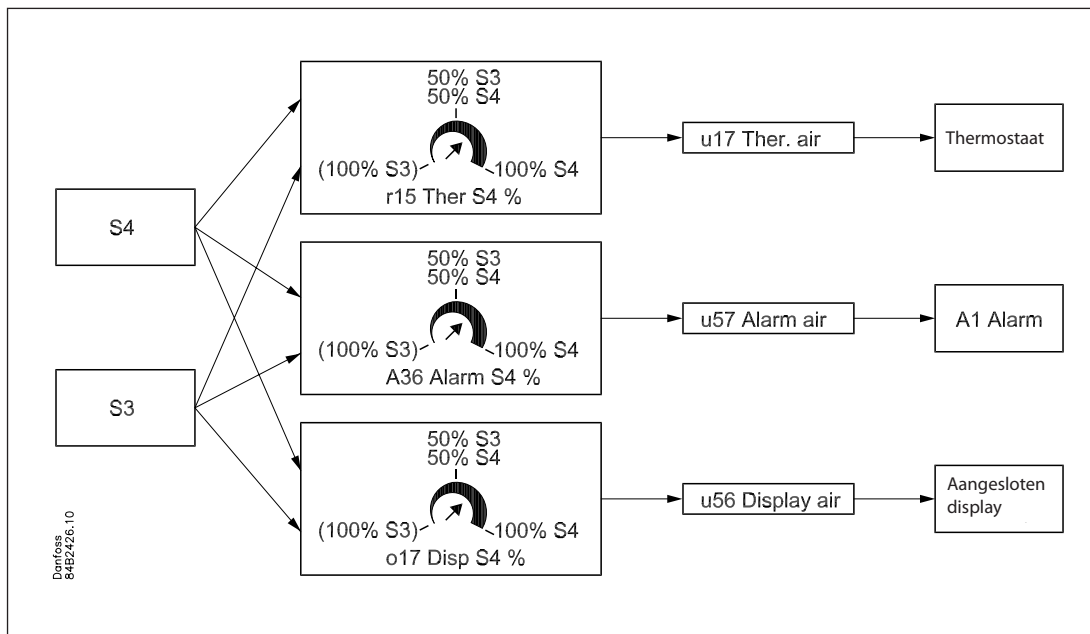 S4
S3
50% S3
50% S4
(100% S3)
100% S4
r15 Ther S4 %
u17 Ther. air
Thermostaat
50% S3
50% S4
(100% S3)
100% S4
A36 Alarm S4 %
u57 Alarm air
A1 Alarm
50% S3
50% S4
(100% S3)
100% S4
o17 Disp S4 %
u56 Display air
Aangesloten
display
Danfoss
84B2426.10